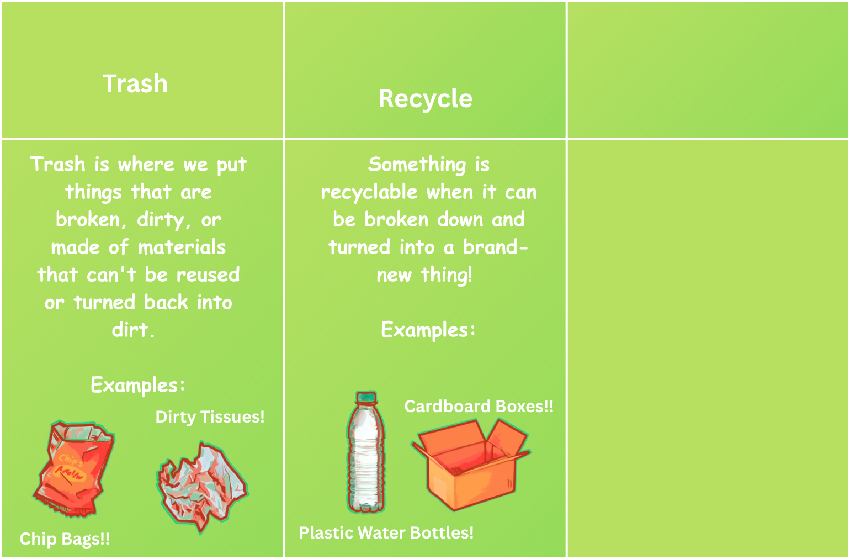 Trash
Trash is where we put
things that are
broken, dirty, or
made of materials
that can't be reused
or turned back into
dirt.
Examples:
Dirty Tissues!
Chip Bags!!
Recycle
Something is
recyclable when it can
be broken down and
turned into a brand-
new thing!
Examples:
Cardboard Boxes!!
Plastic Water Bottles!